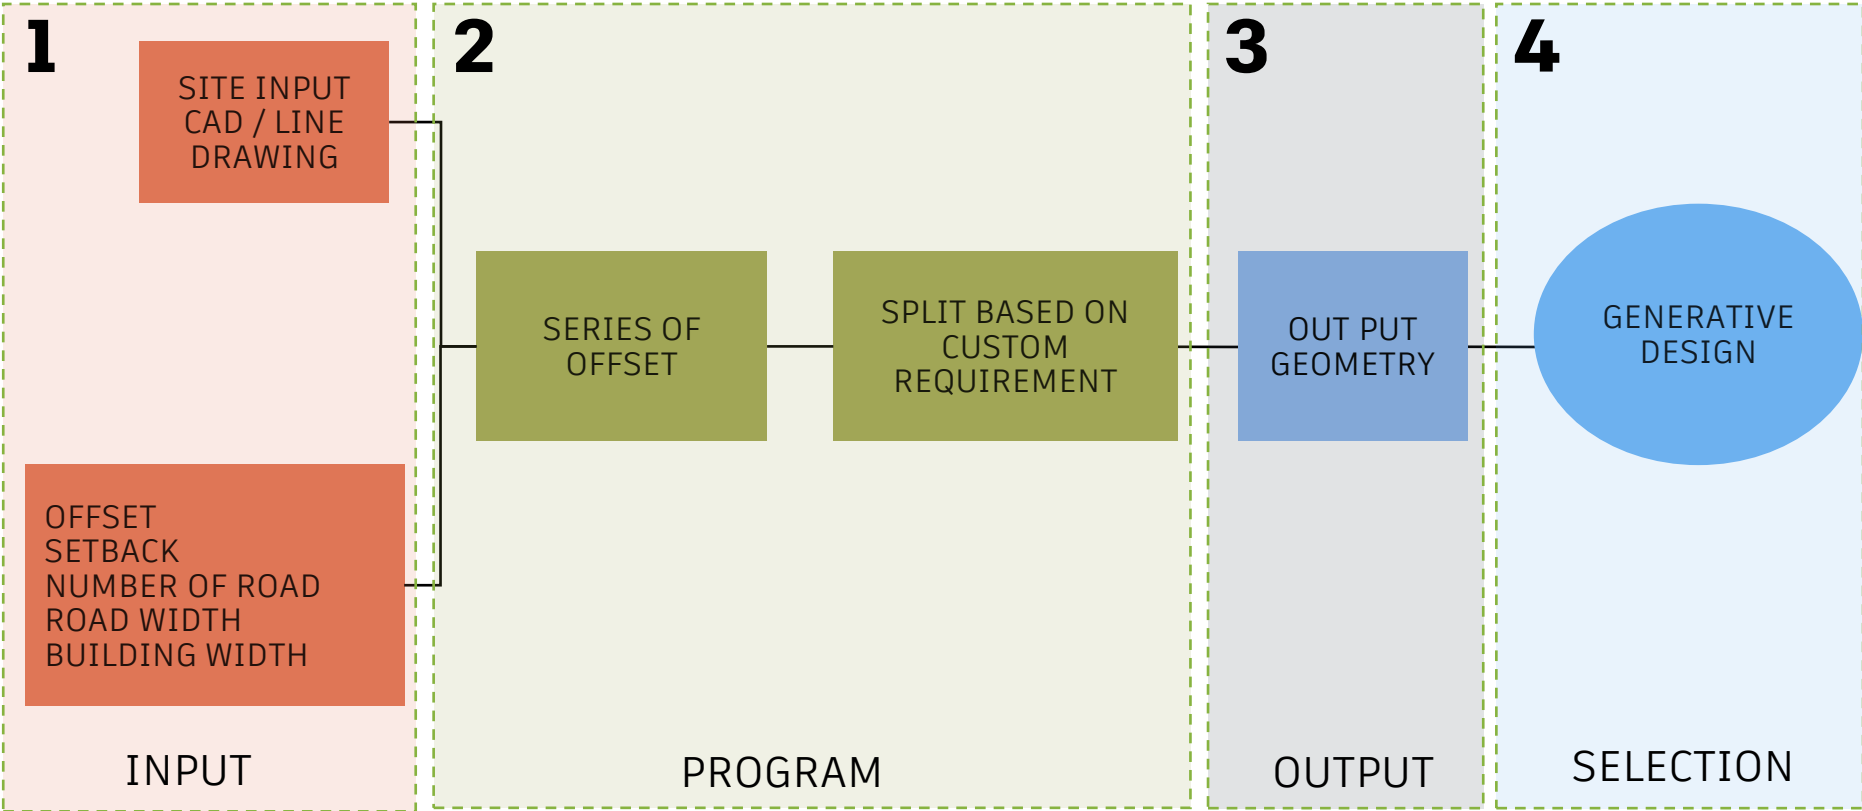 1
SITE INPUT
CAD / LINE
DRAWING
OFFSET
SETBACK
NUMBER OF ROAD
ROAD WIDTH
BUILDING WIDTH
INPUT
2
SERIES OF
OFFSET
SPLIT BASED ON
CUSTOM
REQUIREMENT
PROGRAM
3
OUT PUT
GEOMETRY
OUTPUT
4
GENERATIVE
DESIGN
SELECTION